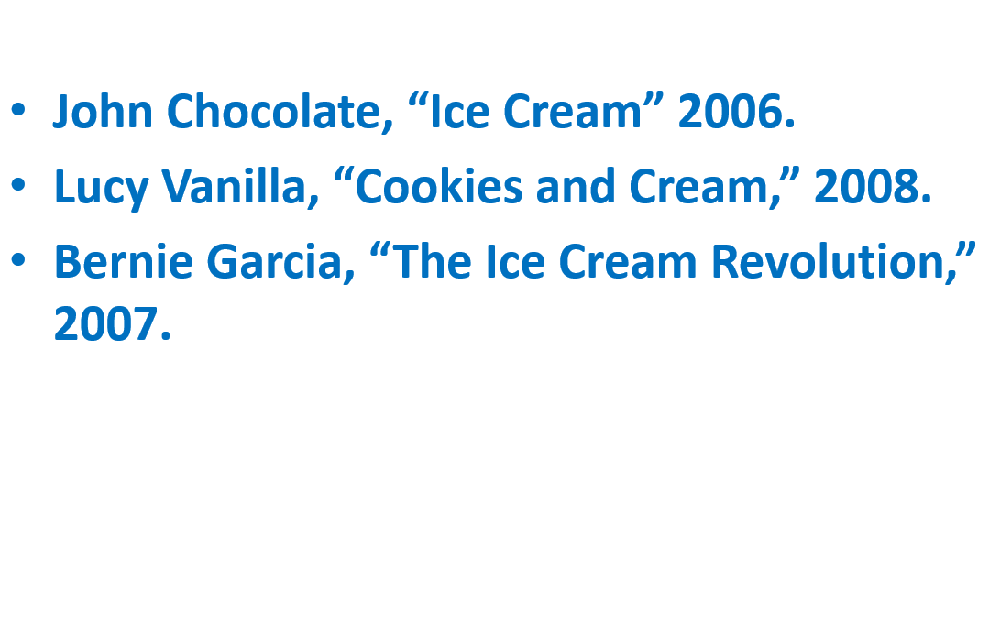 • John Chocolate, “Ice Cream” 2006.
• Lucy Vanilla, “Cookies and Cream,” 2008.
• Bernie Garcia, “The Ice Cream Revolution,”
2007.